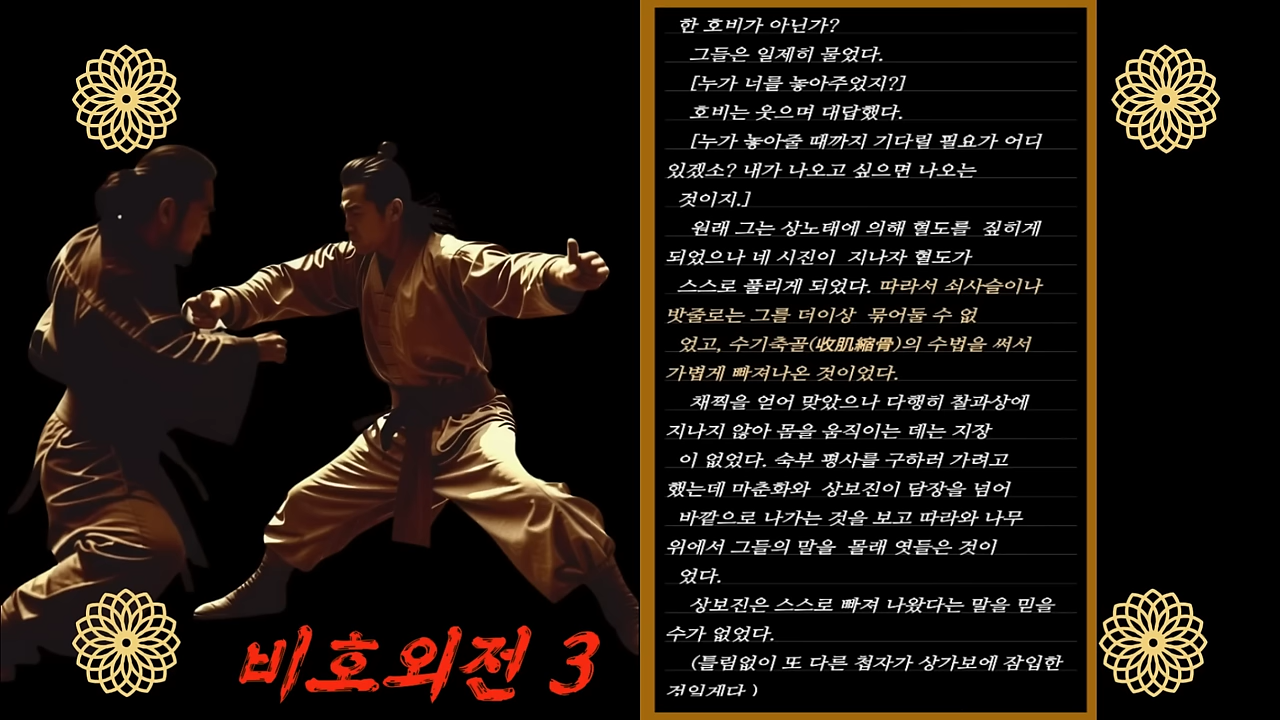 한 호비가 아닌가?
그들은 일제히 물었다.
[누가 너를 놓아주었지?]
호비는 웃으며 대답했다.
[누가 놓아줄 때까지 기다릴 필요가 어디
있겠소? 내가 나오고 싶으면 나오는
것이지.]
원래 그는 상노태에 의해 혈도를 짚히게
되었으나 네 시진이 지나자 혈도가
스스로 풀리게 되었다. 따라서 쇠사슬이나
밧줄로는 그를 더이상 묶어둘 수 없
었고, 수기축골(收肌縮骨)의 수법을 써서
가볍게 빠져나온 것이었다.
채찍을 얻어 맞았으나 다행히 찰과상에
지나지 않아 몸을 움직이는 데는 지장
이 없었다. 숙부 평사를 구하러 가려고
했는데 마춘화와 상보진이 담장을 넘어
바깥으로 나가는 것을 보고 따라와 나무
위에서 그들의 말을 몰래 엿들은 것이
었다.
상보진은 스스로 빠져 나왔다는 말을 믿을
수가 없었다.
(틀림없이 또 다른 첩자가 상가보에 잠입한
것일게다.)
비호외전 3